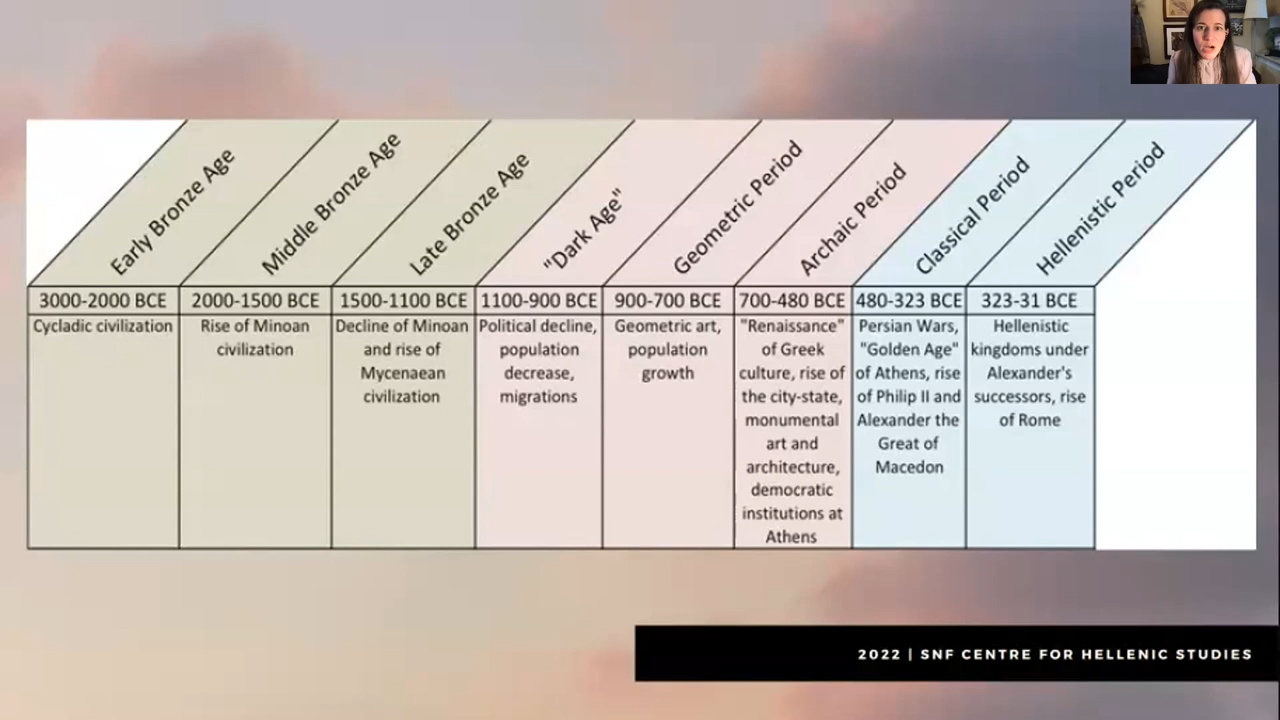 Early Bronze Age
Middle Bronze Age
Late Bronze Age
"Dark Age"
Geometric Period
Archaic Period
Classical Period
Hellenistic Period
3000-2000 BCE
2000-1500 BCE
1500-1100 BCE
1100-900 BCE
900-700 BCE
700-480 BCE
480-323 BCE
323-31 BCE
Cycladic civilization
Rise of Minoan
civilization
Decline of Minoan
and rise of
Mycenaean
civilization
Political decline,
population
decrease,
migrations
Geometric art,
population
growth
"Renaissance"
of Greek
culture, rise of
the city-state,
monumental
art and
architecture,
democratic
institutions at
Athens
Persian Wars,
"Golden Age"
of Athens, rise
of Philip II and
Alexander the
Great of
Macedon
Hellenistic
kingdoms under
Alexander's
successors, rise
of Rome
2022 | SNF CENTRE FOR HELLENIC STUDIES